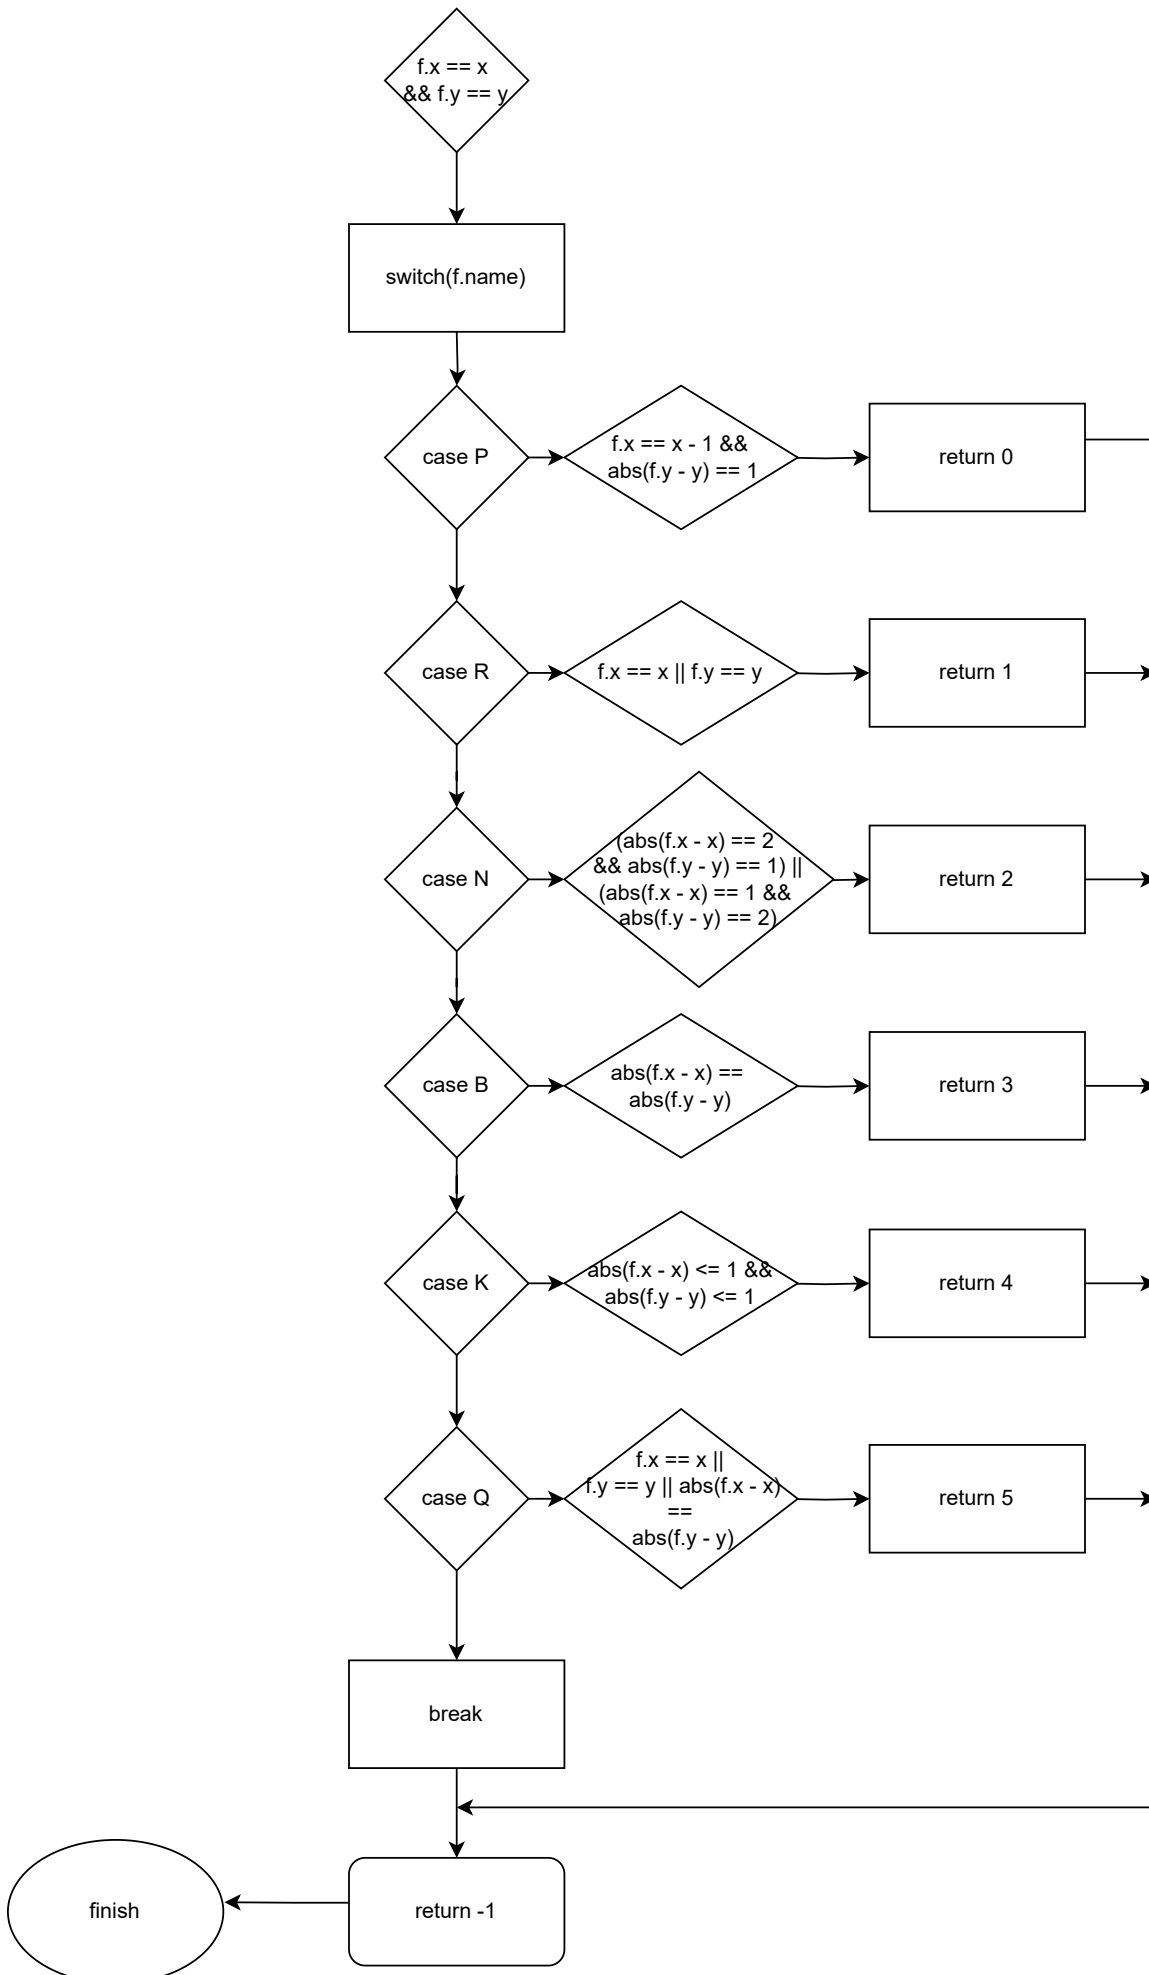 f.x == x
&& f.y == y
switch(f.name)
case P
f.x == x - 1 &&
abs(f.y - y) == 1
return 0
case R
f.x == x || f.y == y
return 1
case N
(abs(f.x - x) == 2
&& abs(f.y - y) == 1) ||
(abs(f.x - x) == 1 &&
abs(f.y - y) == 2)
return 2
case B
abs(f.x - x) ==
abs(f.y - y)
return 3
case K
abs(f.x - x) <= 1 &&
abs(f.y - y) <= 1
return 4
case Q
f.x == x ||
f.y == y || abs(f.x - x)
==
abs(f.y - y)
return 5
break
finish
return -1